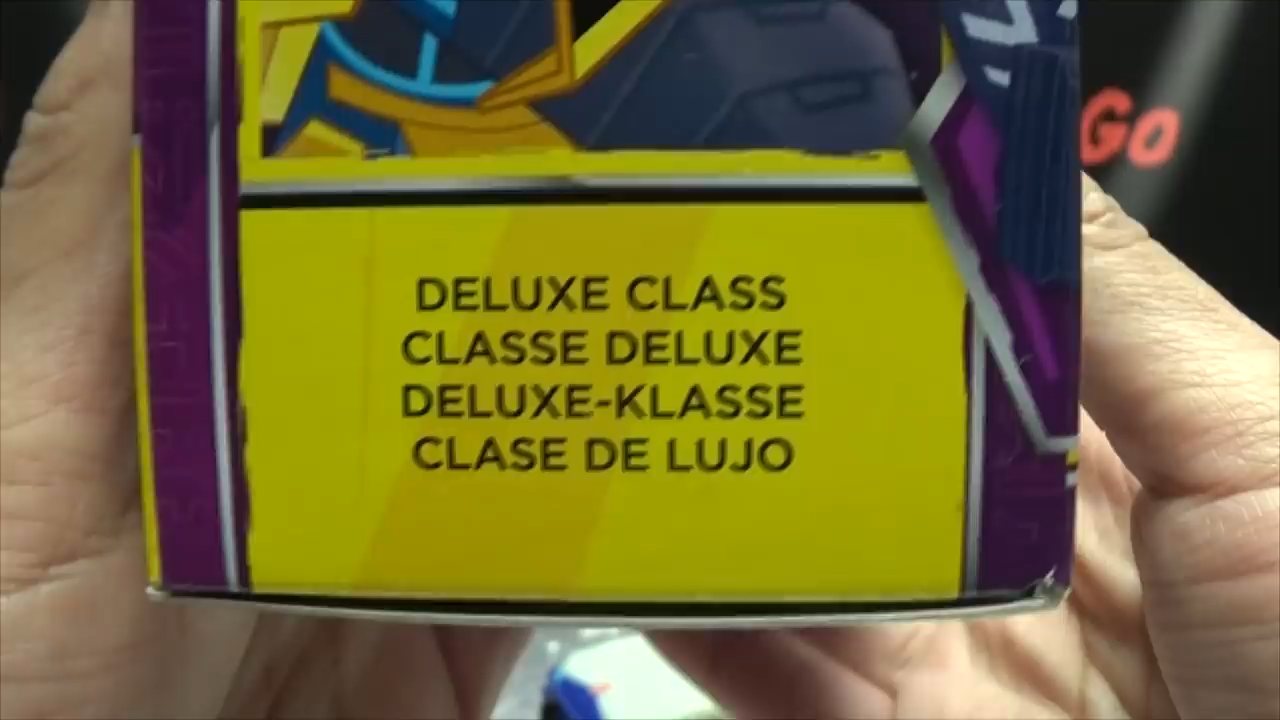 Go
DELUXE CLASS
CLASSE DELUXE
DELUXE-KLASSE
CLASE DE LUJO